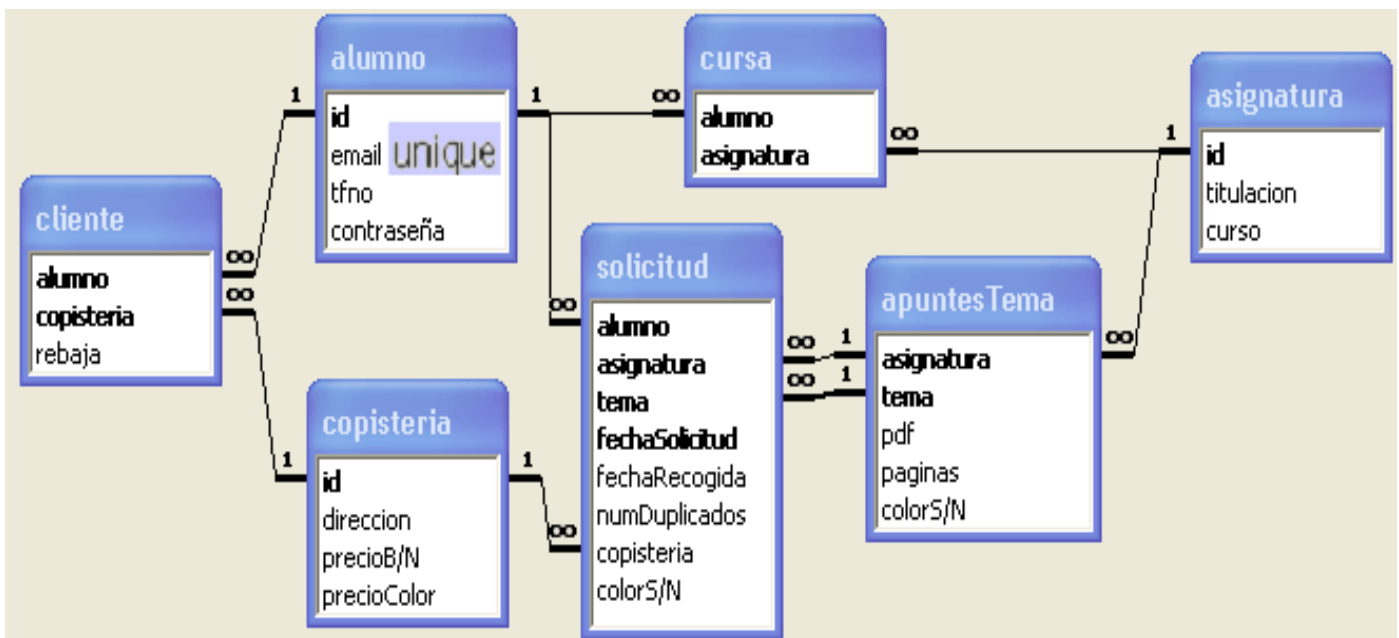 alumno
1
id
email unique
tfno
contraseña
1
cursa
∞
alumno
asignatura
∞
asignatura
1
id
titulacion
curso
cliente
alumno
∞
copisteria
∞
rebaja
solicitud
∞
alumno
asignatura
∞
tema
∞
fechaSolicitud
fechaRecogida
numDuplicados
∞
copisteria
colorS/N
apuntesTema
1
asignatura
∞
1
tema
pdf
paginas
colorS/N
copisteria
1
id
1
direccion
precioB/N
precioColor